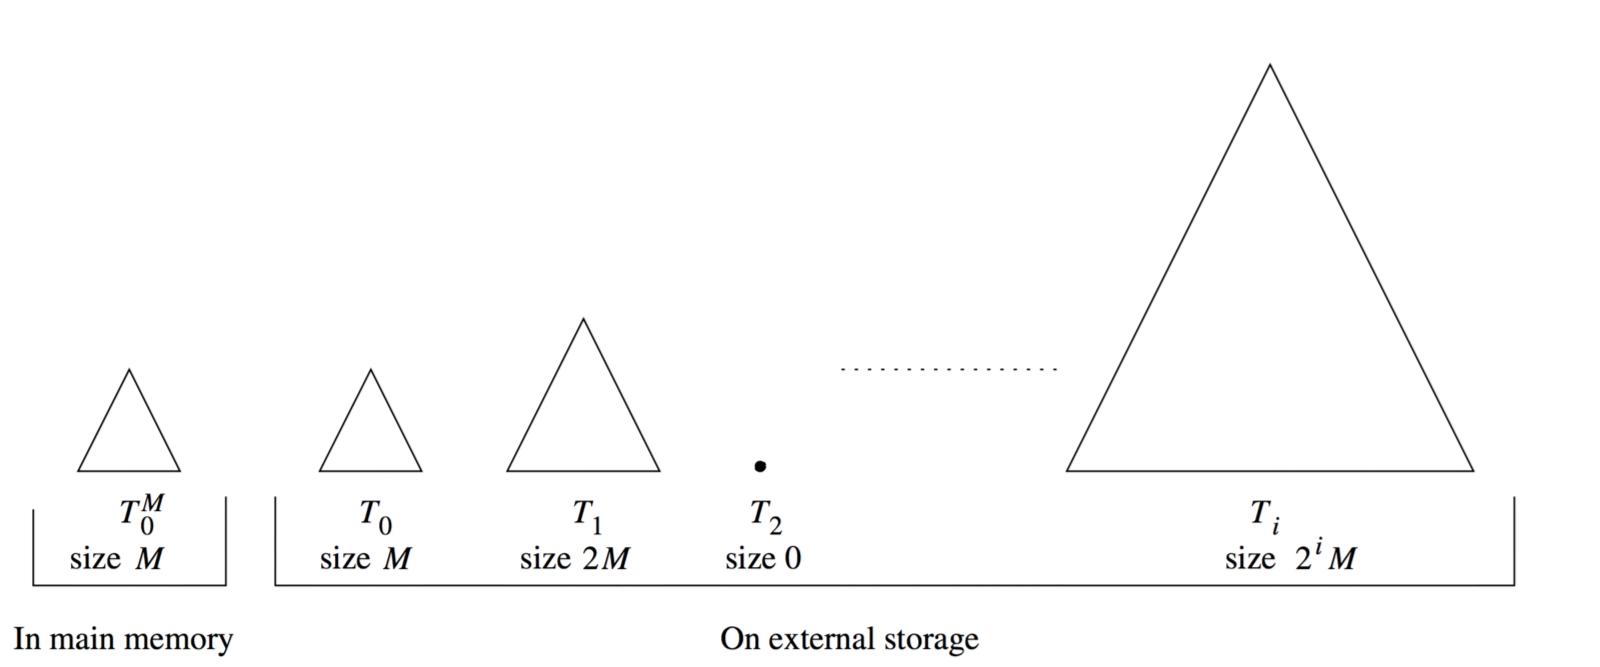 T_0^M T_0 T_1 T_2 T_i
size M size M size 2M size 0 size 2^i M
In main memory On external storage